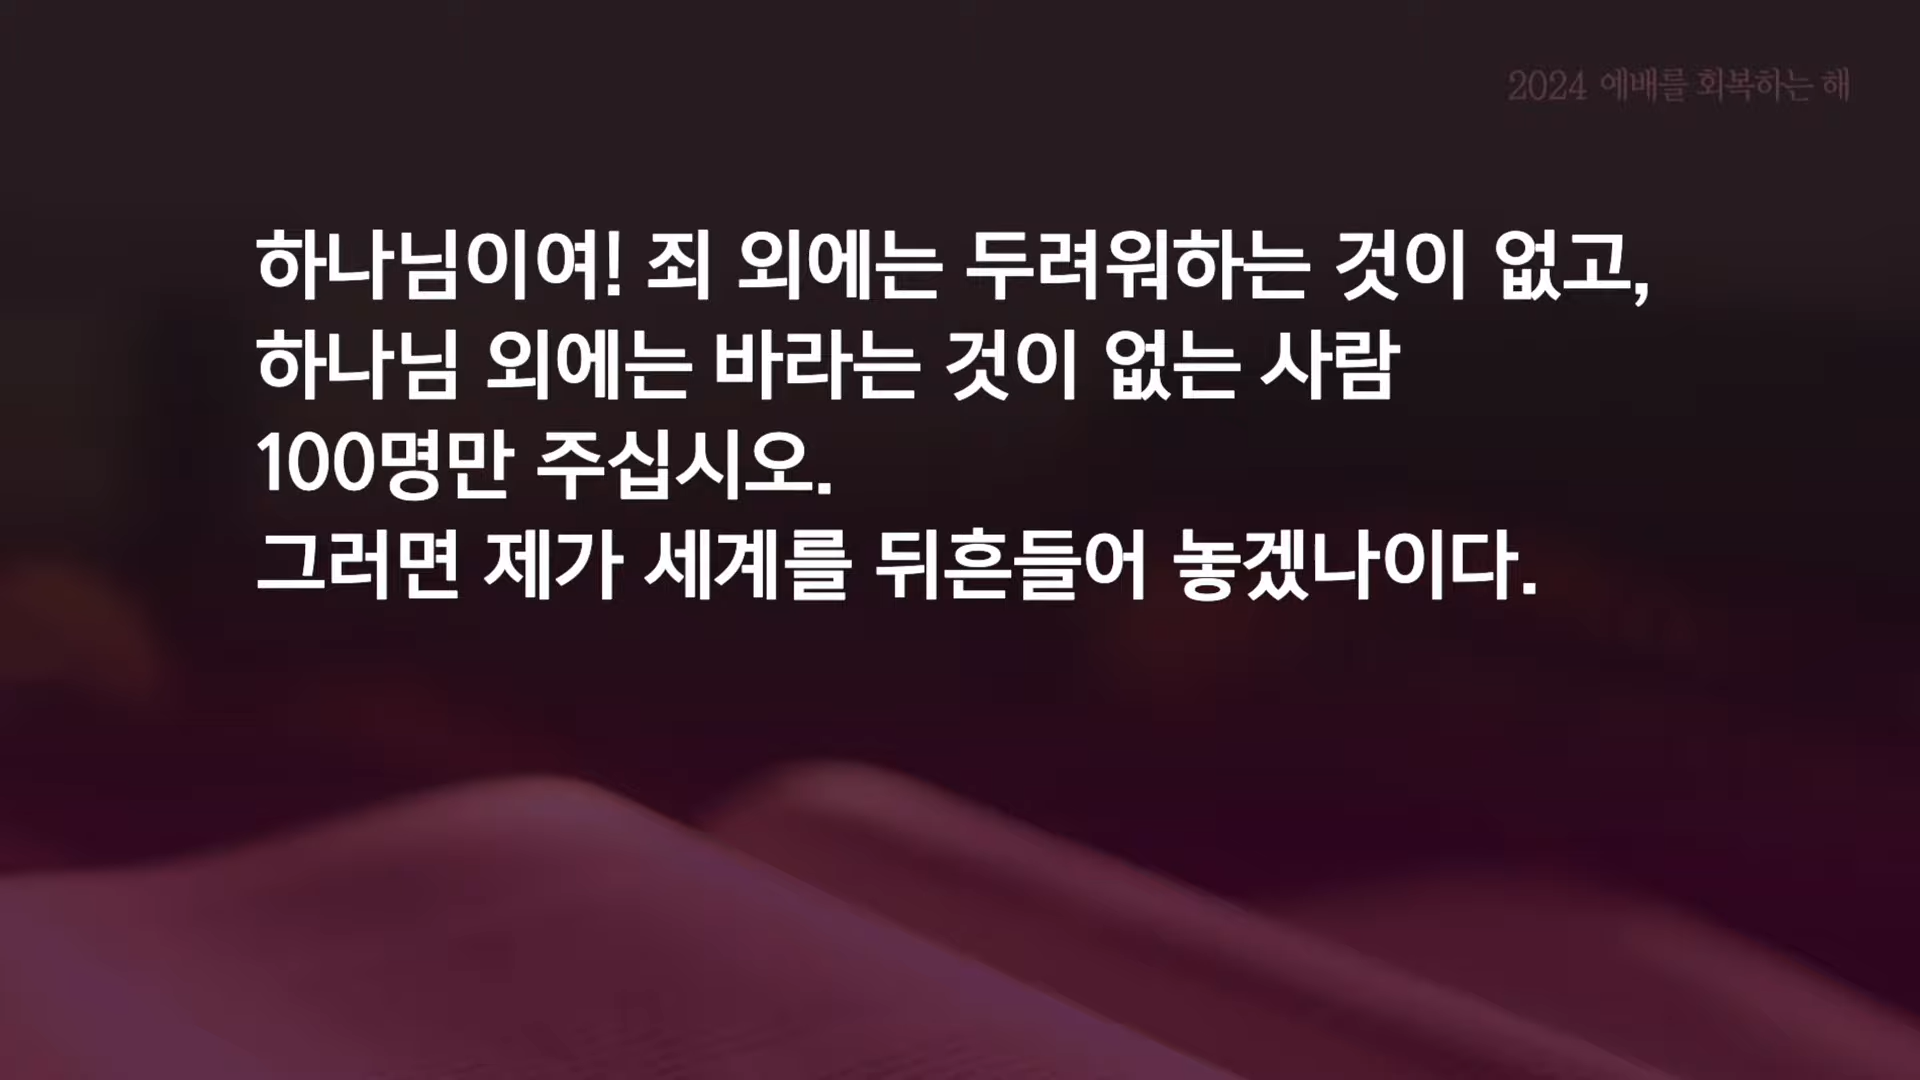 2024 예배를 회복하는 해
하나님이여! 죄 외에는 두려워하는 것이 없고,
하나님 외에는 바라는 것이 없는 사람
100명만 주십시오.
그러면 제가 세계를 뒤흔들어 놓겠나이다.